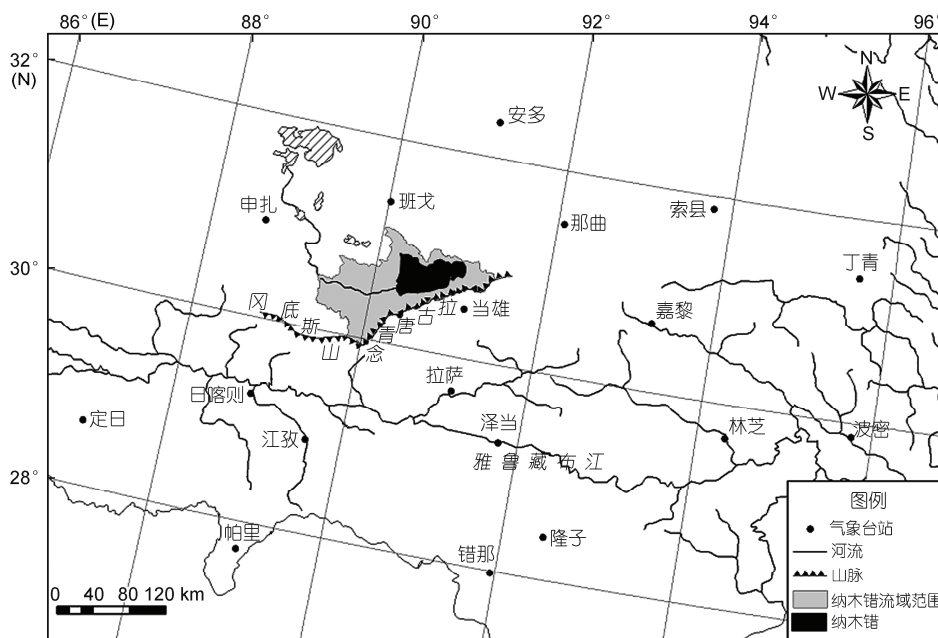 86°(E)
88°
90°
92°
94°
96°
32°
(N)
30°
28°
N
W
E
S
安多
班戈
申扎
那曲
索县
丁青
冈底斯山
念青唐古拉
当雄
嘉黎
拉萨
日喀则
定日
江孜
泽当
林芝
波密
雅鲁藏布江
帕里
错那
隆子
0 40 80 120 km
图例
气象台站
河流
山脉
纳木错流域范围
纳木错